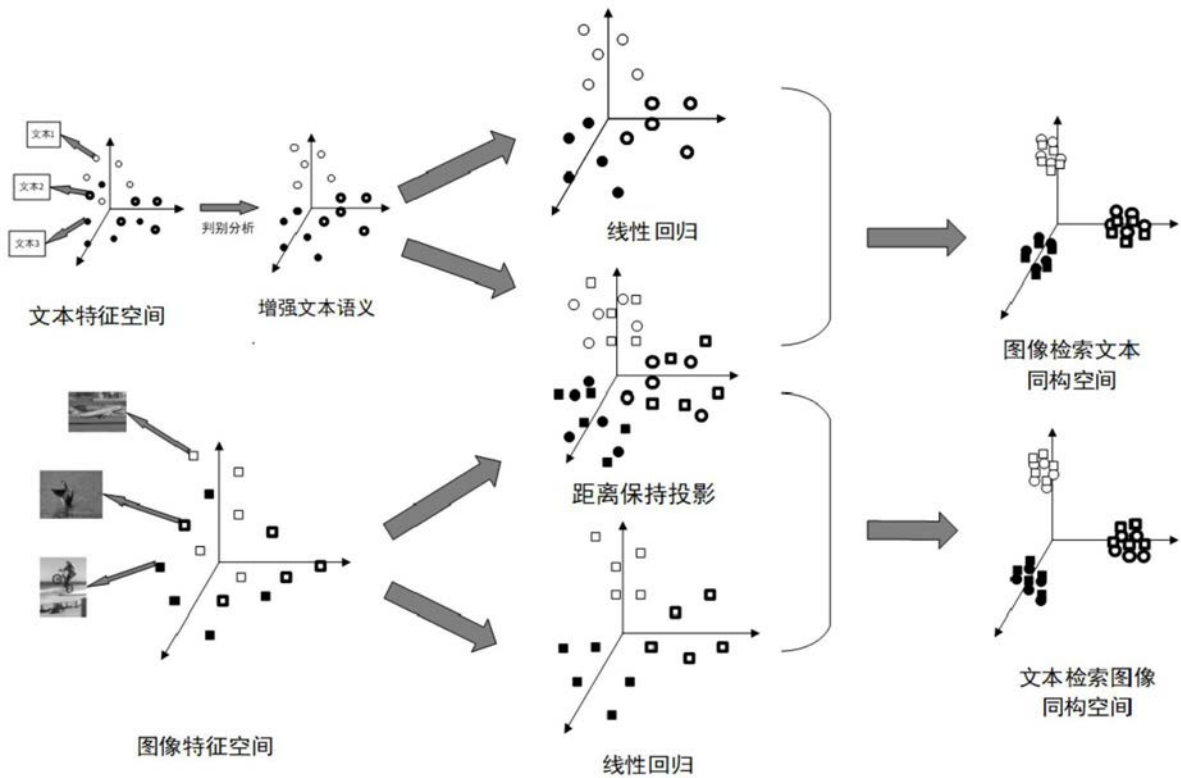 文本1
文本2
文本3
文本特征空间
判别分析
增强文本语义
线性回归
距离保持投影
图像检索文本
同构空间
图像特征空间
线性回归
文本检索图像
同构空间